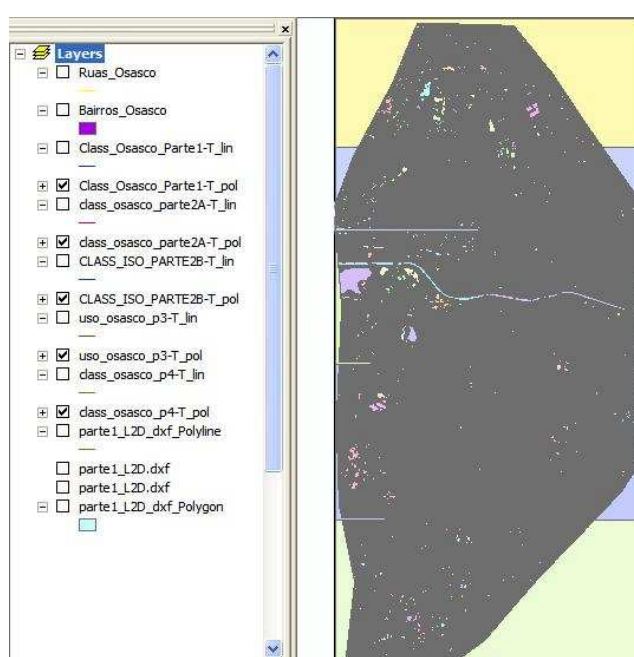 Layers
Ruas_Osasco
Bairros_Osasco
Class_Osasco_Parte1-T_lin
Class_Osasco_Parte1-T_pol
class_osasco_parte2A-T_lin
class_osasco_parte2A-T_pol
CLASS_ISO_PARTE2B-T_lin
CLASS_ISO_PARTE2B-T_pol
uso_osasco_p3-T_lin
uso_osasco_p3-T_pol
class_osasco_p4-T_lin
class_osasco_p4-T_pol
parte1_L2D_dxf_Polyline
parte1_L2D.dxf
parte1_L2D.dxf
parte1_L2D_dxf_Polygon